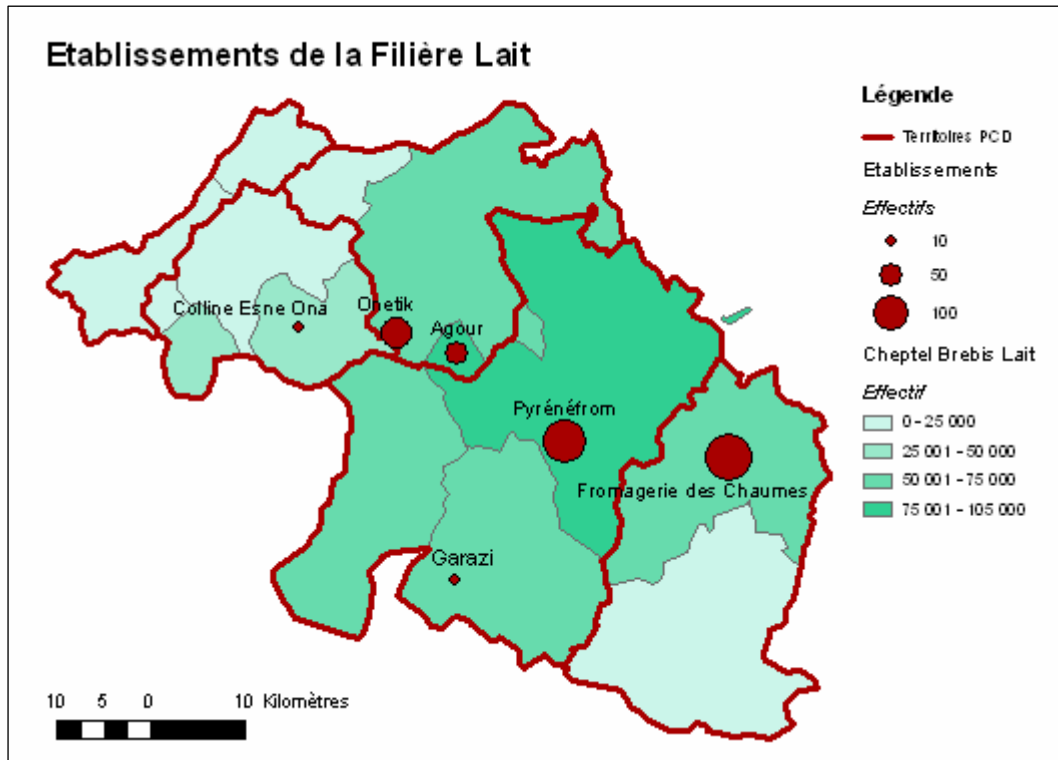 Etablissements de la Filière Lait
Légende
Territoires PCD
Etablissements
Effectifs
10
50
100
Cheptel Brebis Lait
Effectif
0 - 25 000
25 001 - 50 000
50 001 - 75 000
75 001 - 105 000
Colline Esne Ona
Onetik
Agour
Pyrénéfrom
Fromagerie des Chaumes
Garazi
10 5 0 10 Kilomètres